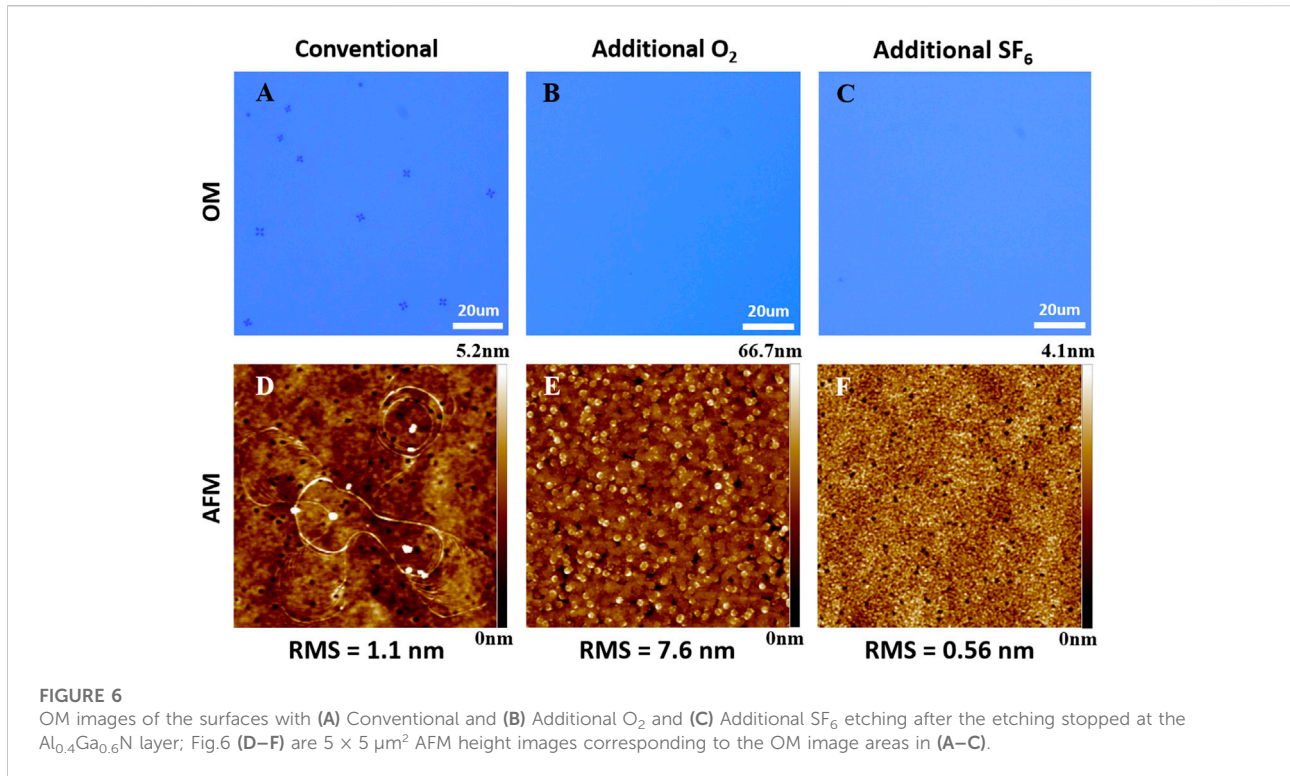 Conventional
Additional O₂
Additional SF₆
OM
A
B
C
20um
20um
20um
5.2nm
66.7nm
4.1nm
AFM
D
E
F
0nm
0nm
0nm
RMS = 1.1 nm
RMS = 7.6 nm
RMS = 0.56 nm
FIGURE 6
OM images of the surfaces with (A) Conventional and (B) Additional O₂ and (C) Additional SF₆ etching after the etching stopped at the
Al₀.₄Ga₀.₆N layer; Fig.6 (D–F) are 5 × 5 µm² AFM height images corresponding to the OM image areas in (A–C).